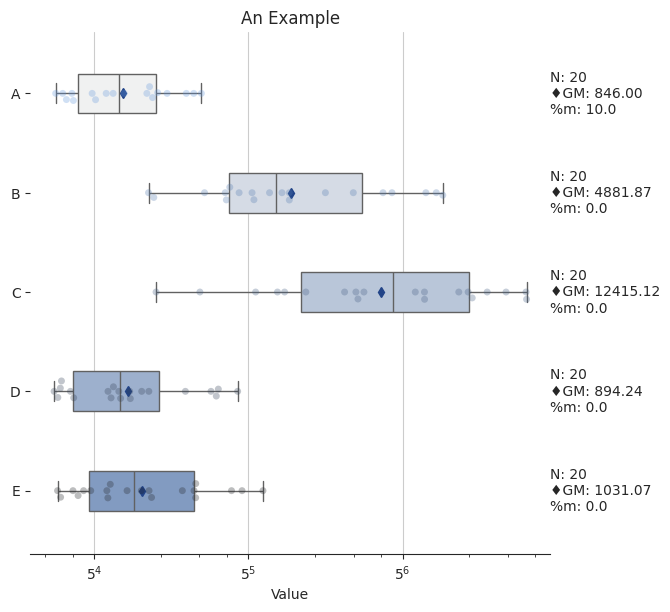 An Example
A
N: 20
♦GM: 846.00
%m: 10.0
B
N: 20
♦GM: 4881.87
%m: 0.0
C
N: 20
♦GM: 12415.12
%m: 0.0
D
N: 20
♦GM: 894.24
%m: 0.0
E
N: 20
♦GM: 1031.07
%m: 0.0
5⁴ 5⁵ 5⁶
Value